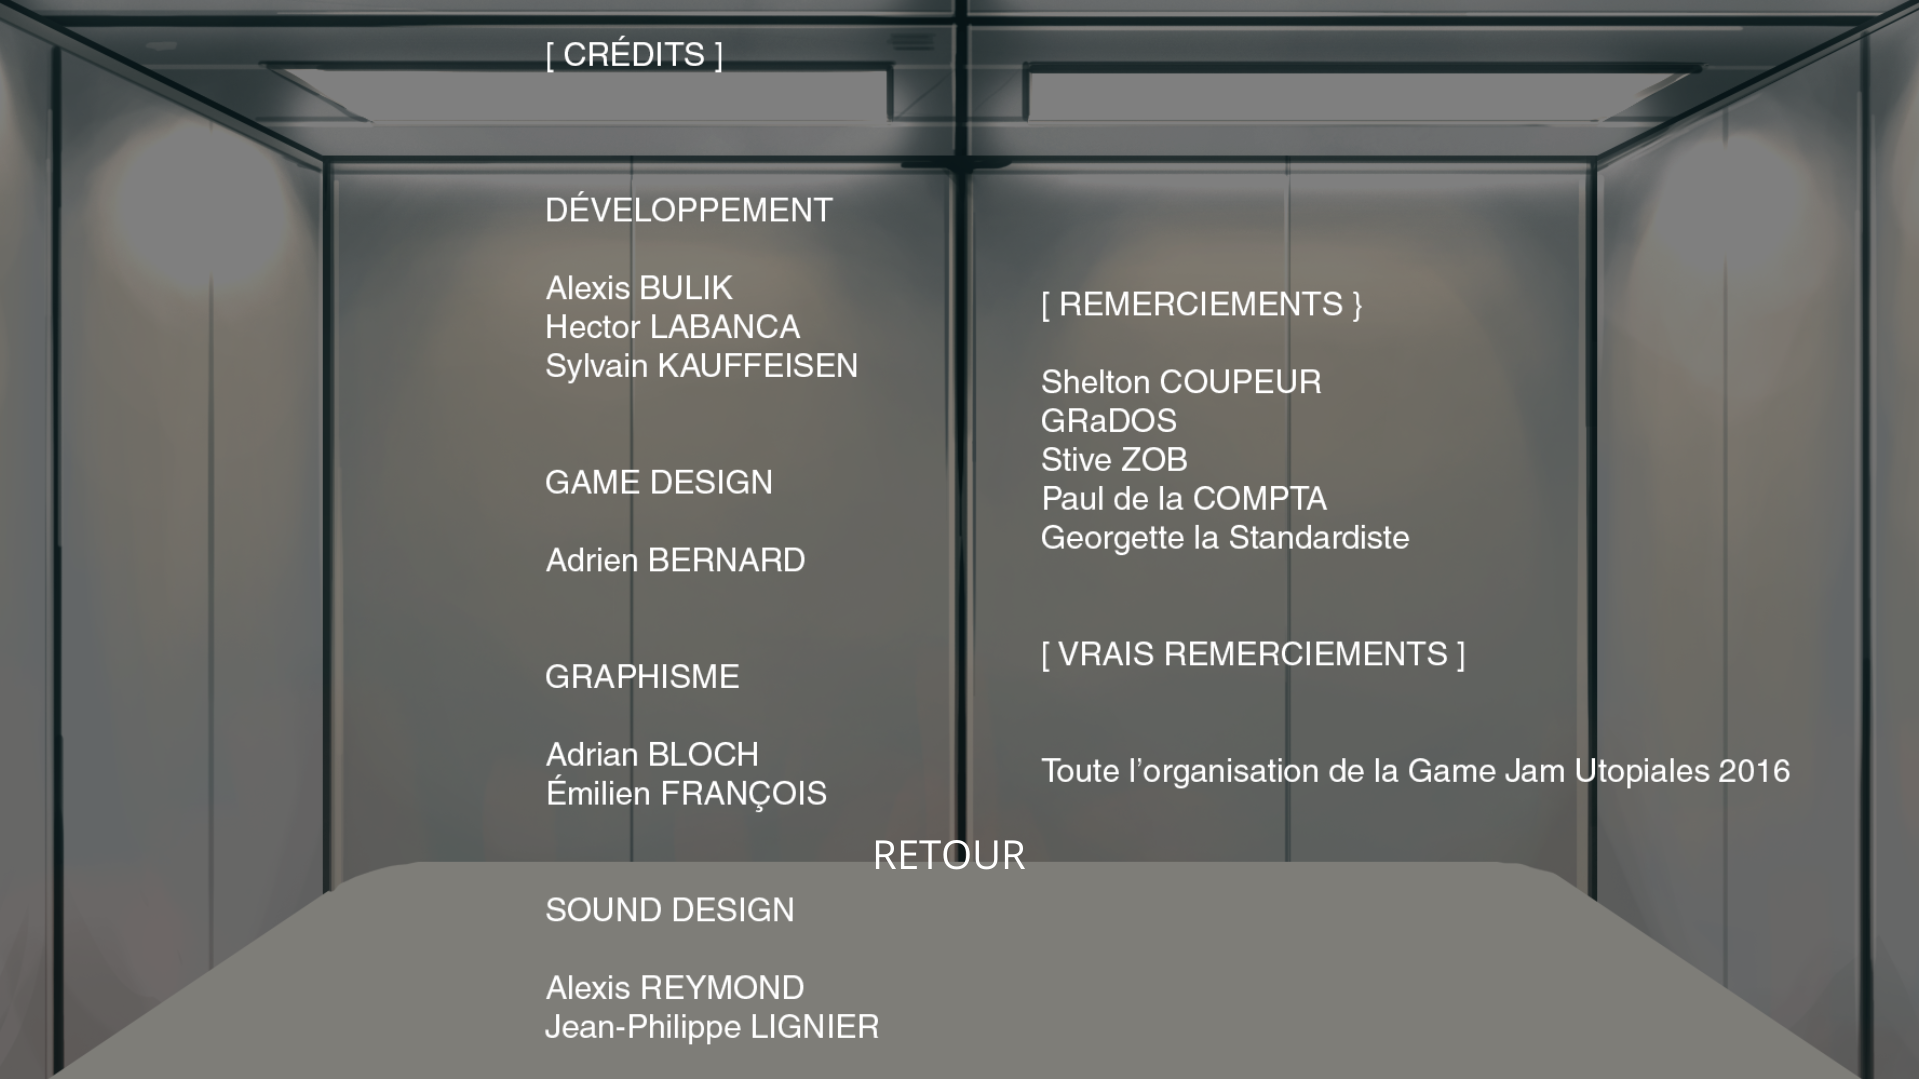 [ CRÉDITS ]
DÉVELOPPEMENT
Alexis BULIK
Hector LABANCA
Sylvain KAUFFEISEN
GAME DESIGN
Adrien BERNARD
GRAPHISME
Adrian BLOCH
Émilien FRANÇOIS
SOUND DESIGN
Alexis REYMOND
Jean-Philippe LIGNIER
[ REMERCIEMENTS }
Shelton COUPEUR
GRaDOS
Stive ZOB
Paul de la COMPTA
Georgette la Standardiste
[ VRAIS REMERCIEMENTS ]
Toute l’organisation de la Game Jam Utopiales 2016
RETOUR